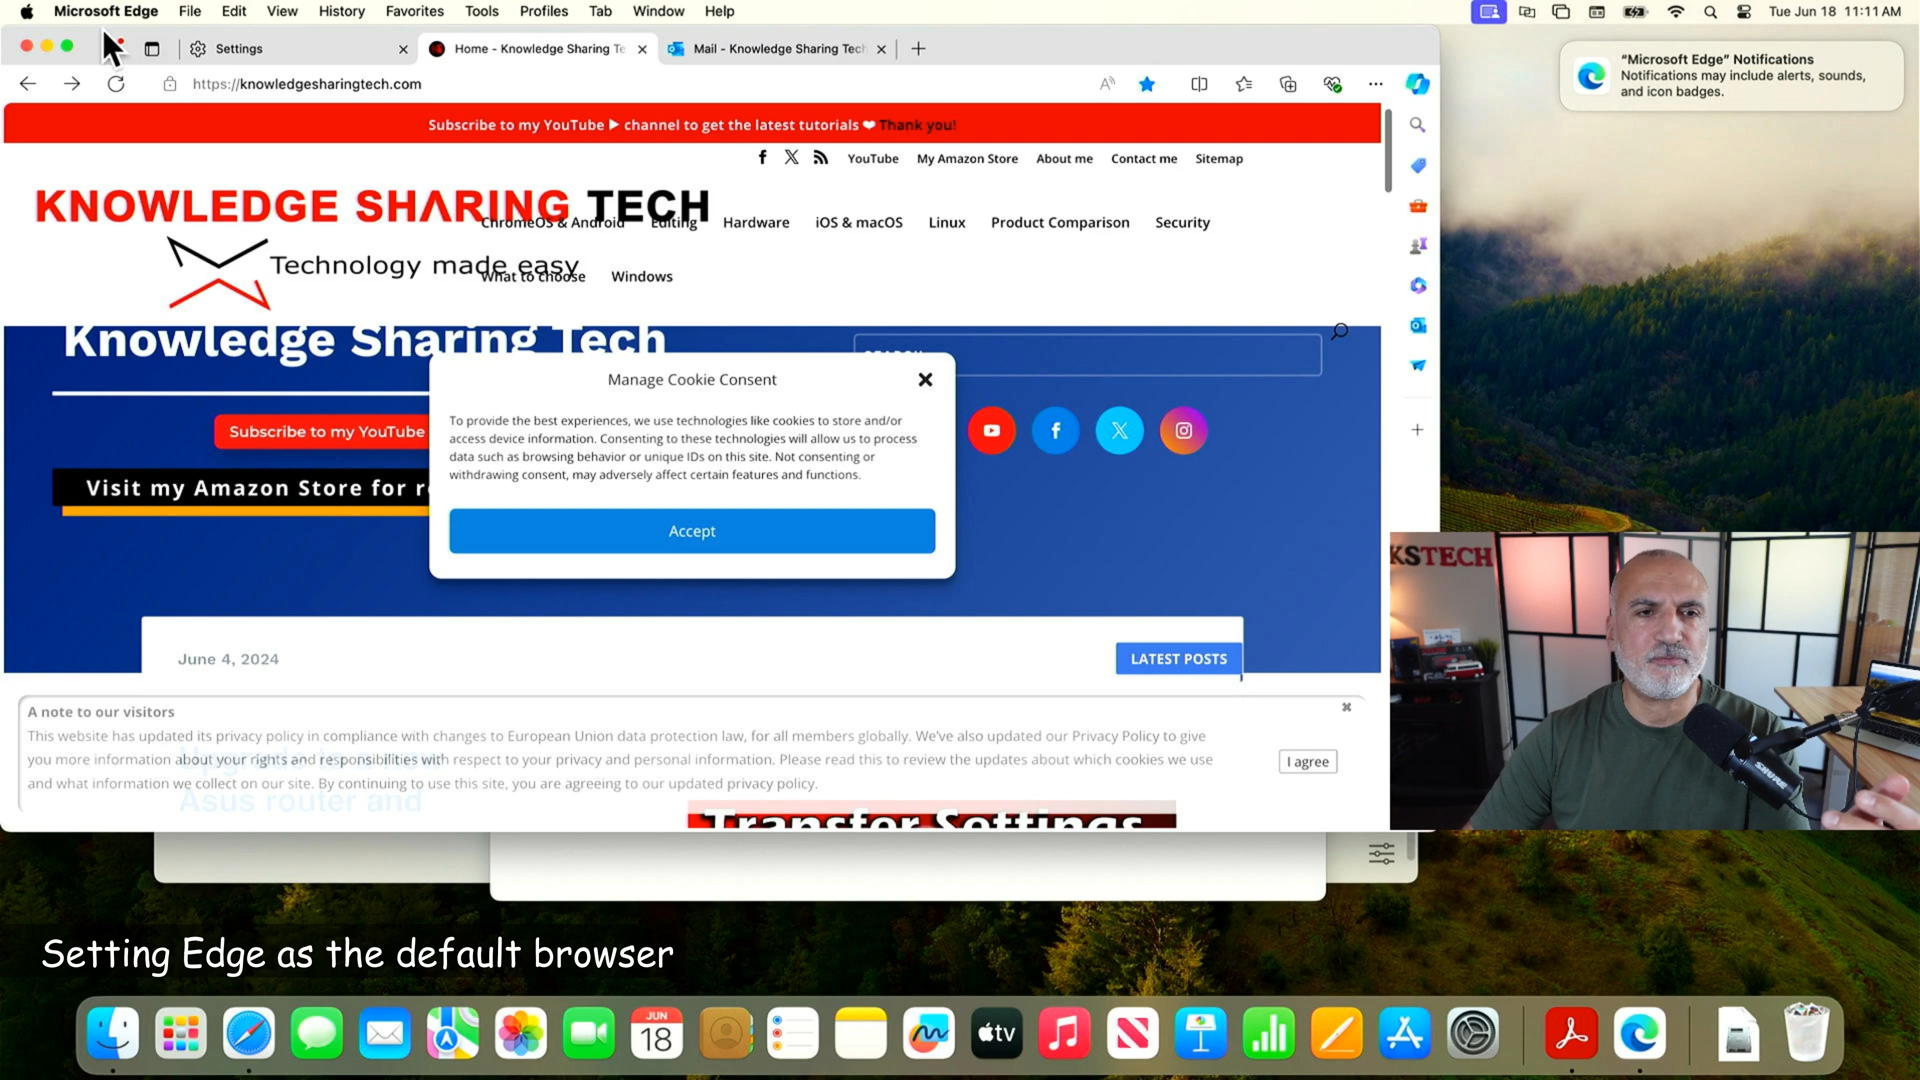 Microsoft Edge File Edit View History Favorites Tools Profiles Tab Window Help
Tue Jun 18 11:11 AM
Settings
Home - Knowledge Sharing Te
Mail - Knowledge Sharing Tech
https://knowledgesharingtech.com
"Microsoft Edge" Notifications
Notifications may include alerts, sounds,
and icon badges.
Subscribe to my YouTube ▶ channel to get the latest tutorials ❤ Thank you!
YouTube My Amazon Store About me Contact me Sitemap
KNOWLEDGE SHARING TECH
Technology made easy
ChromeOS & Android Editing Hardware iOS & macOS Linux Product Comparison Security
What to choose Windows
Knowledge Sharing Tech
Subscribe to my YouTube
Visit my Amazon Store for r
Manage Cookie Consent
To provide the best experiences, we use technologies like cookies to store and/or
access device information. Consenting to these technologies will allow us to process
data such as browsing behavior or unique IDs on this site. Not consenting or
withdrawing consent, may adversely affect certain features and functions.
Accept
June 4, 2024
LATEST POSTS
A note to our visitors
This website has updated its privacy policy in compliance with changes to European Union data protection law, for all members globally. We've also updated our Privacy Policy to give
you more information about your rights and responsibilities with respect to your privacy and personal information. Please read this to review the updates about which cookies we use
and what information we collect on our site. By continuing to use this site, you are agreeing to our updated privacy policy.
I agree
Asus router and
Transfer Settings
KSTECH
SHURE
Setting Edge as the default browser
JUN
18
tv